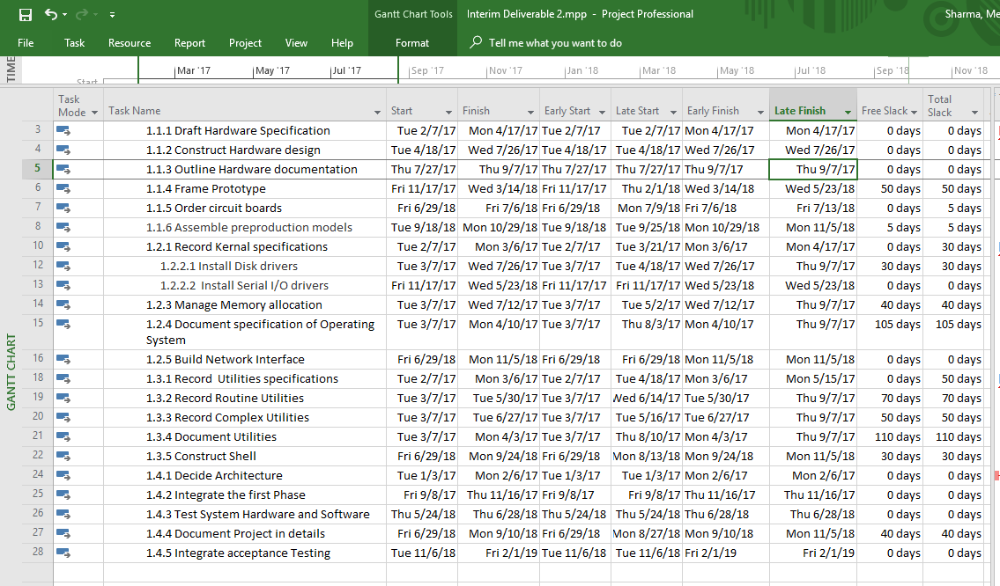 Gantt Chart Tools Interim Deliverable 2.mpp - Project Professional Sharma, Me
File Task Resource Report Project View Help Format Tell me what you want to do
TIME
Mar '17 May '17 Jul '17 Sep '17 Nov '17 Jan '18 Mar '18 May '18 Jul '18 Sep '18 Nov '18
Start
Task Mode Task Name Start Finish Early Start Late Start Early Finish Late Finish Free Slack Total Slack
3 1.1.1 Draft Hardware Specification Tue 2/7/17 Mon 4/17/17 Tue 2/7/17 Tue 2/7/17 Mon 4/17/17 Mon 4/17/17 0 days 0 days
4 1.1.2 Construct Hardware design Tue 4/18/17 Wed 7/26/17 Tue 4/18/17 Tue 4/18/17 Wed 7/26/17 Wed 7/26/17 0 days 0 days
5 1.1.3 Outline Hardware documentation Thu 7/27/17 Thu 9/7/17 Thu 7/27/17 Thu 7/27/17 Thu 9/7/17 Thu 9/7/17 0 days 0 days
6 1.1.4 Frame Prototype Fri 11/17/17 Wed 3/14/18 Fri 11/17/17 Thu 2/1/18 Wed 3/14/18 Wed 5/23/18 50 days 50 days
7 1.1.5 Order circuit boards Fri 6/29/18 Fri 7/6/18 Fri 6/29/18 Mon 7/9/18 Fri 7/6/18 Fri 7/13/18 0 days 5 days
8 1.1.6 Assemble preproduction models Tue 9/18/18 Mon 10/29/18 Tue 9/18/18 Tue 9/25/18 Mon 10/29/18 Mon 11/5/18 5 days 5 days
10 1.2.1 Record Kernal specifications Tue 2/7/17 Mon 3/6/17 Tue 2/7/17 Tue 3/21/17 Mon 3/6/17 Mon 4/17/17 0 days 30 days
12 1.2.2.1 Install Disk drivers Tue 3/7/17 Wed 7/26/17 Tue 3/7/17 Tue 4/18/17 Wed 7/26/17 Thu 9/7/17 30 days 30 days
13 1.2.2.2 Install Serial I/O drivers Fri 11/17/17 Wed 5/23/18 Fri 11/17/17 Fri 11/17/17 Wed 5/23/18 Wed 5/23/18 0 days 0 days
14 1.2.3 Manage Memory allocation Tue 3/7/17 Wed 7/12/17 Tue 3/7/17 Tue 5/2/17 Wed 7/12/17 Thu 9/7/17 40 days 40 days
15 1.2.4 Document specification of Operating Tue 3/7/17 Mon 4/10/17 Tue 3/7/17 Thu 8/3/17 Mon 4/10/17 Thu 9/7/17 105 days 105 days
System
16 1.2.5 Build Network Interface Fri 6/29/18 Mon 11/5/18 Fri 6/29/18 Fri 6/29/18 Mon 11/5/18 Mon 11/5/18 0 days 0 days
18 1.3.1 Record Utilities specifications Tue 2/7/17 Mon 3/6/17 Tue 2/7/17 Tue 4/18/17 Mon 3/6/17 Mon 5/15/17 0 days 50 days
19 1.3.2 Record Routine Utilities Tue 3/7/17 Tue 5/30/17 Tue 3/7/17 Wed 6/14/17 Tue 5/30/17 Thu 9/7/17 70 days 70 days
20 1.3.3 Record Complex Utilities Tue 3/7/17 Tue 6/27/17 Tue 3/7/17 Tue 5/16/17 Tue 6/27/17 Thu 9/7/17 50 days 50 days
21 1.3.4 Document Utilities Tue 3/7/17 Mon 4/3/17 Tue 3/7/17 Thu 8/10/17 Mon 4/3/17 Thu 9/7/17 110 days 110 days
22 1.3.5 Construct Shell Fri 6/29/18 Mon 9/24/18 Fri 6/29/18 Mon 8/13/18 Mon 9/24/18 Mon 11/5/18 30 days 30 days
24 1.4.1 Decide Architecture Tue 1/3/17 Mon 2/6/17 Tue 1/3/17 Tue 1/3/17 Mon 2/6/17 Mon 2/6/17 0 days 0 days
25 1.4.2 Integrate the first Phase Fri 9/8/17 Thu 11/16/17 Fri 9/8/17 Fri 9/8/17 Thu 11/16/17 Thu 11/16/17 0 days 0 days
26 1.4.3 Test System Hardware and Software Thu 5/24/18 Thu 6/28/18 Thu 5/24/18 Thu 5/24/18 Thu 6/28/18 Thu 6/28/18 0 days 0 days
27 1.4.4 Document Project in details Fri 6/29/18 Mon 9/10/18 Fri 6/29/18 Mon 8/27/18 Mon 9/10/18 Mon 11/5/18 40 days 40 days
28 1.4.5 Integrate acceptance Testing Tue 11/6/18 Fri 2/1/19 Tue 11/6/18 Tue 11/6/18 Fri 2/1/19 Fri 2/1/19 0 days 0 days
GANTT CHART